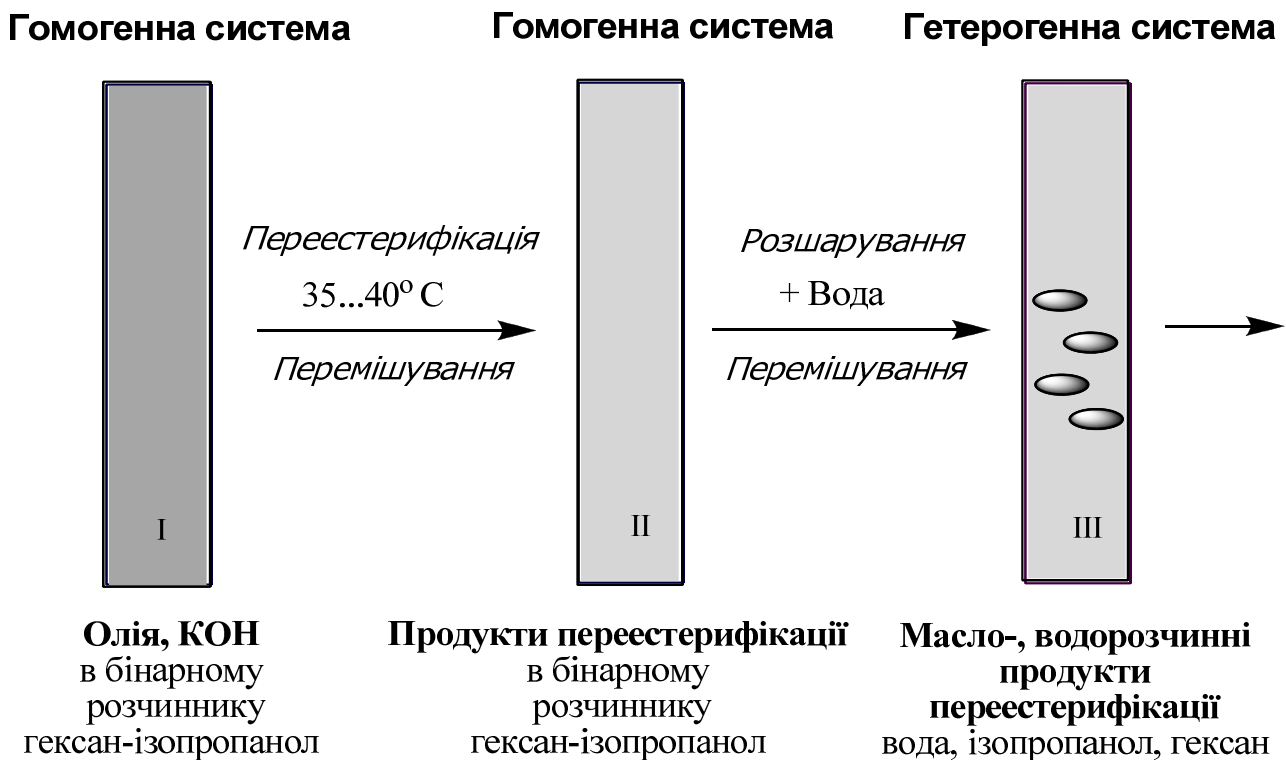 Гомогенна система
Гомогенна система
Гетерогенна система
Переестерифікація
35...40º С
Перемішування
Розшарування
+ Вода
Перемішування
I
II
III
Олія, КОН
в бінарному
розчиннику
гексан-ізопропанол
Продукти переестерифікації
в бінарному
розчиннику
гексан-ізопропанол
Масло-, водорозчинні
продукти
переестерифікації
вода, ізопропанол, гексан